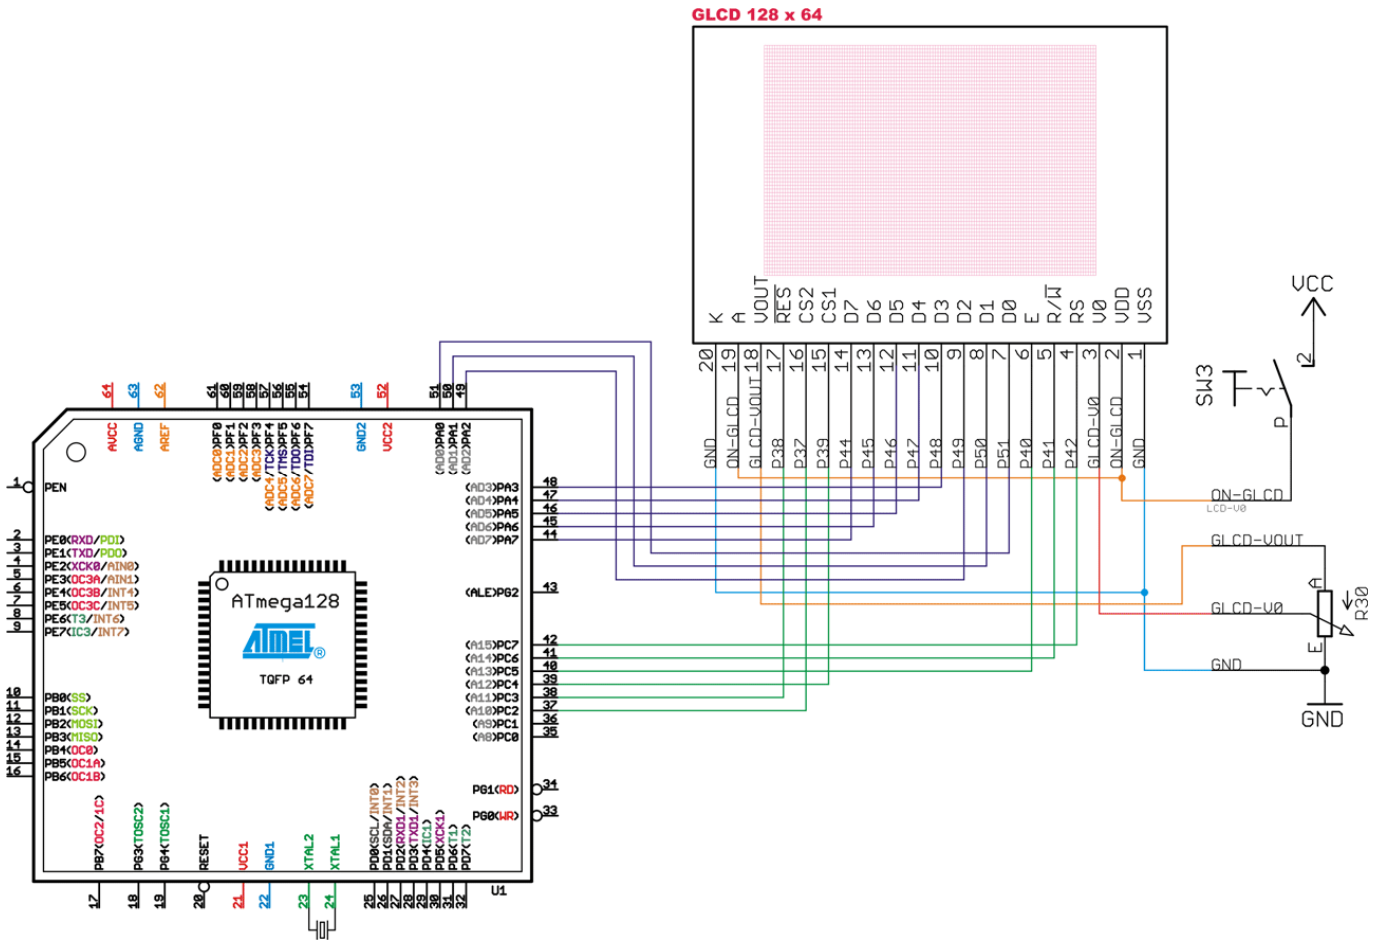 GLCD 128 x 64
K
A
VOUT
RES
CS2
CS1
D7
D6
D5
D4
D3
D2
D1
D0
E
R/W
RS
V0
VDD
VSS
20
19
18
17
16
15
14
13
12
11
10
9
8
7
6
5
4
3
2
1
GND
ON-GLCD
GLCD-VOUT
P38
P37
P39
P44
P45
P46
P47
P48
P49
P50
P51
P40
P41
P42
GLCD-V0
ON-GLCD
GND
VCC
2
SW3
P
ON-GLCD
LCD-V0
GLCD-VOUT
A
R30
GLCD-V0
E
GND
GND
64
63
62
61
60
59
58
57
56
55
54
53
52
51
50
49
AVCC
AGND
AREF
(ADC0)PF0
(ADC1)PF1
(ADC2)PF2
(ADC3)PF3
(ADC4/TCK)PF4
(ADC5/TMS)PF5
(ADC6/TDO)PF6
(ADC7/TDI)PF7
GND2
VCC2
(AD0)PA0
(AD1)PA1
(AD2)PA2
1 PEN
2 PE0(RXD/PDI)
3 PE1(TXD/PDO)
4 PE2(XCK0/AIN0)
5 PE3(OC3A/AIN1)
6 PE4(OC3B/INT4)
7 PE5(OC3C/INT5)
8 PE6(T3/INT6)
9 PE7(IC3/INT7)
10 PB0(SS)
11 PB1(SCK)
12 PB2(MOSI)
13 PB3(MISO)
14 PB4(OC0)
15 PB5(OC1A)
16 PB6(OC1B)
ATmega128
ATMEL®
TQFP 64
(AD3)PA3 48
(AD4)PA4 47
(AD5)PA5 46
(AD6)PA6 45
(AD7)PA7 44
(ALE)PG2 43
(A15)PC7 42
(A14)PC6 41
(A13)PC5 40
(A12)PC4 39
(A11)PC3 38
(A10)PC2 37
(A9)PC1 36
(A8)PC0 35
PG1(RD) 34
PG0(WR) 33
PB7(OC2/1C)
PG3(TOSC2)
PG4(TOSC1)
RESET
VCC1
GND1
XTAL2
XTAL1
PD0(SCL/INT0)
PD1(SDA/INT1)
PD2(RXD1/INT2)
PD3(TXD1/INT3)
PD4(IC1)
PD5(XCK1)
PD6(T1)
PD7(T2)
17
18
19
20
21
22
23
24
25
26
27
28
29
30
31
32
U1